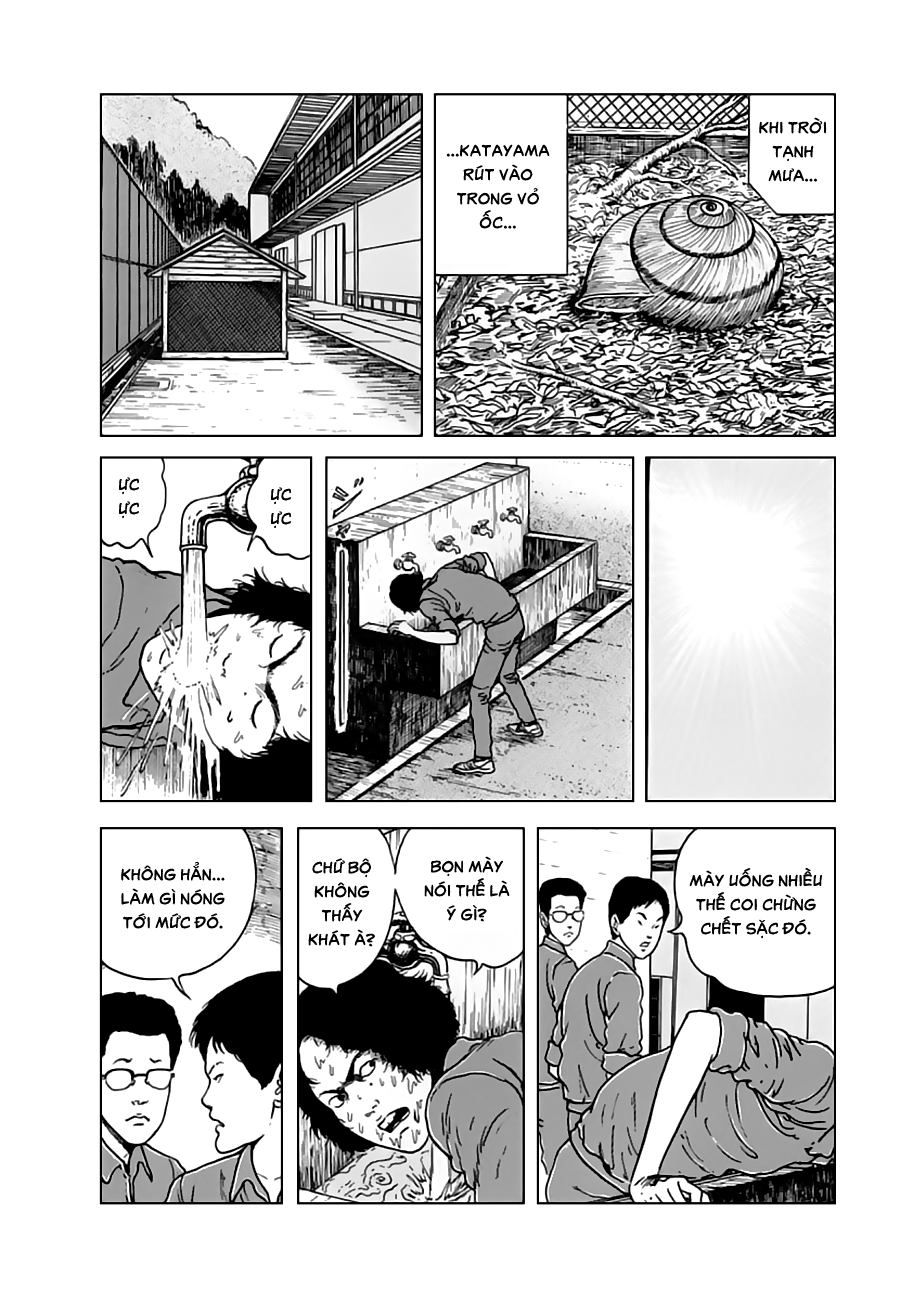 KHI TRỜI
TẠNH
MƯA...
...KATAYAMA
RÚT VÀO
TRONG VỎ
ỐC...
ỰC
ỰC
ỰC
ỰC
MÀY UỐNG NHIỀU
THẾ COI CHỪNG
CHẾT SẶC ĐÓ.
BỌN MÀY
NÓI THẾ LÀ
Ý GÌ?
CHỨ BỘ
KHÔNG
THẤY
KHÁT À?
KHÔNG HẲN...
LÀM GÌ NÓNG
TỚI MỨC ĐÓ.